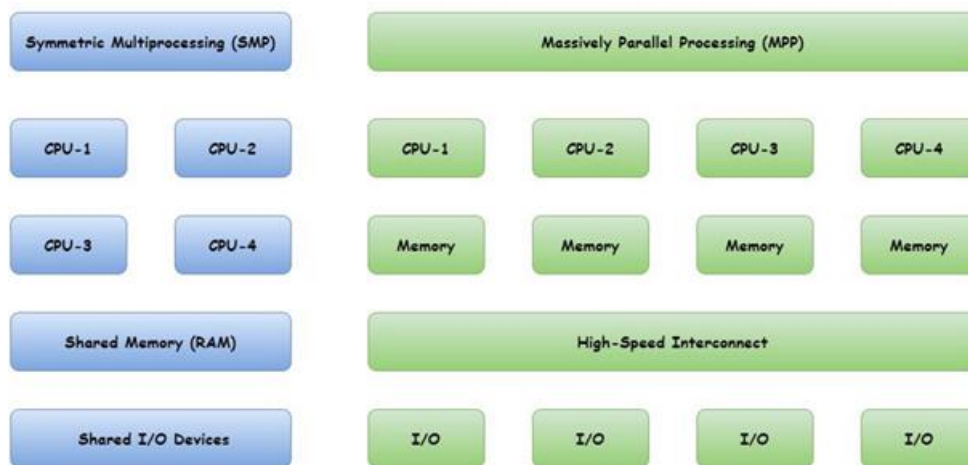 Symmetric Multiprocessing (SMP)
Massively Parallel Processing (MPP)
CPU-1
CPU-2
CPU-1
CPU-2
CPU-3
CPU-4
CPU-3
CPU-4
Memory
Memory
Memory
Memory
Shared Memory (RAM)
High-Speed Interconnect
Shared I/O Devices
I/O
I/O
I/O
I/O